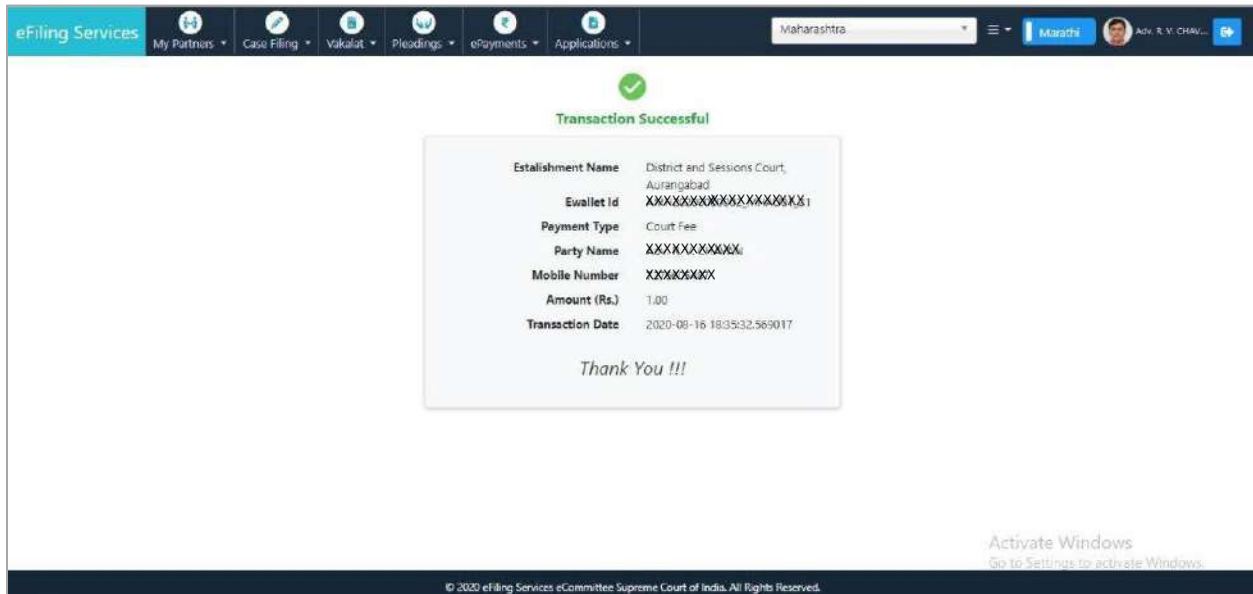 eFiling Services
My Partners
Case Filing
Vakalat
Pleadings
ePayments
Applications
Maharashtra
Marathi
Adv. R. V. CHAV...
Transaction Successful
Estalishment Name District and Sessions Court,
Aurangabad
Ewallet Id
Payment Type Court Fee
Party Name XXXXXXXXXXX
Mobile Number XXXXXXXX
Amount (Rs.) 1.00
Transaction Date 2020-08-16 18:35:32.569017
Thank You !!!
Activate Windows
Go to Settings to activate Windows.
© 2020 eFiling Services eCommittee Supreme Court of India. All Rights Reserved.